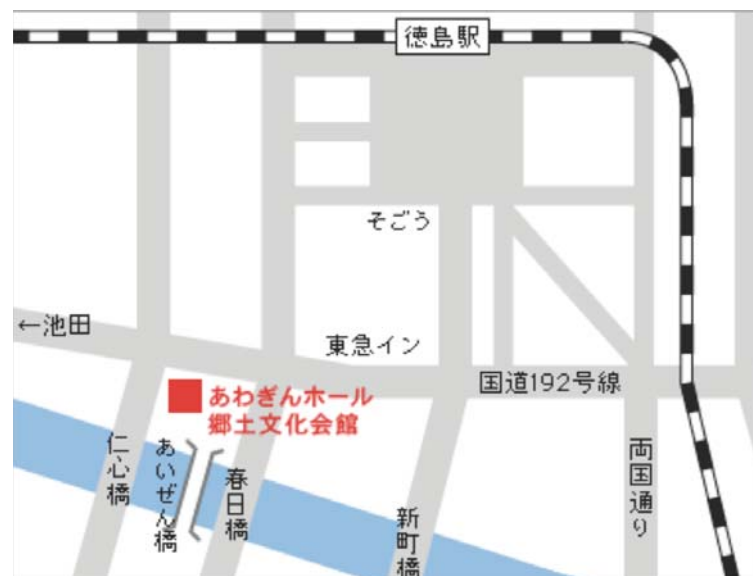 徳島駅
そごう
←池田
東急イン
国道192号線
あわぎんホール
郷土文化会館
仁心橋
あいぜん橋
春日橋
新町橋
両国通り